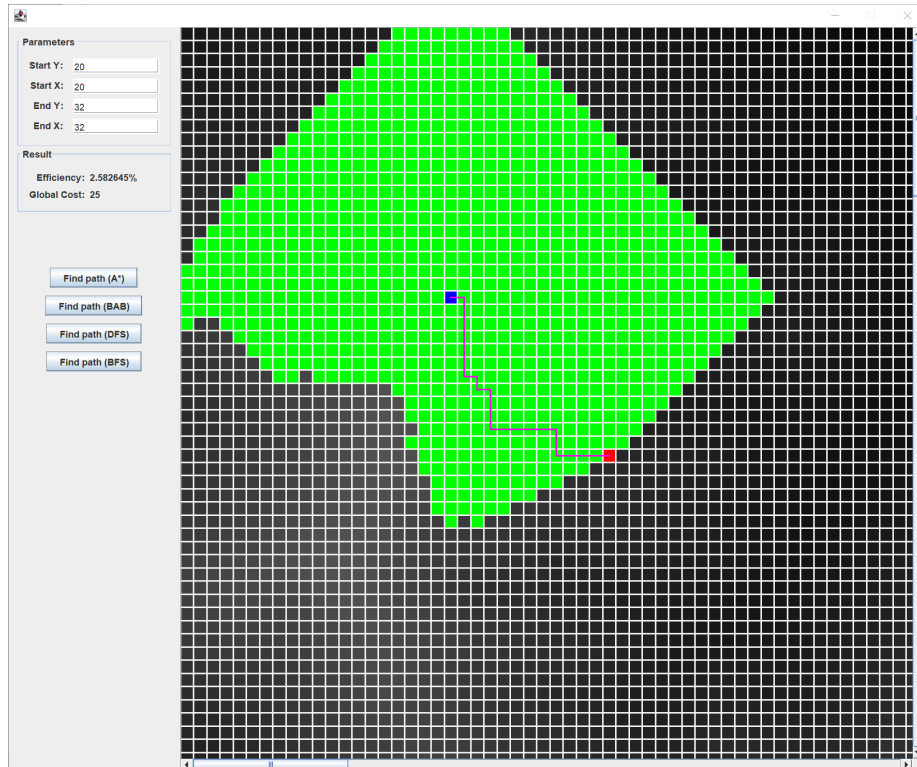 Parameters
Start Y: 20
Start X: 20
End Y: 32
End X: 32
Result
Efficiency: 2.582645%
Global Cost: 25
Find path (A*)
Find path (BAB)
Find path (DFS)
Find path (BFS)